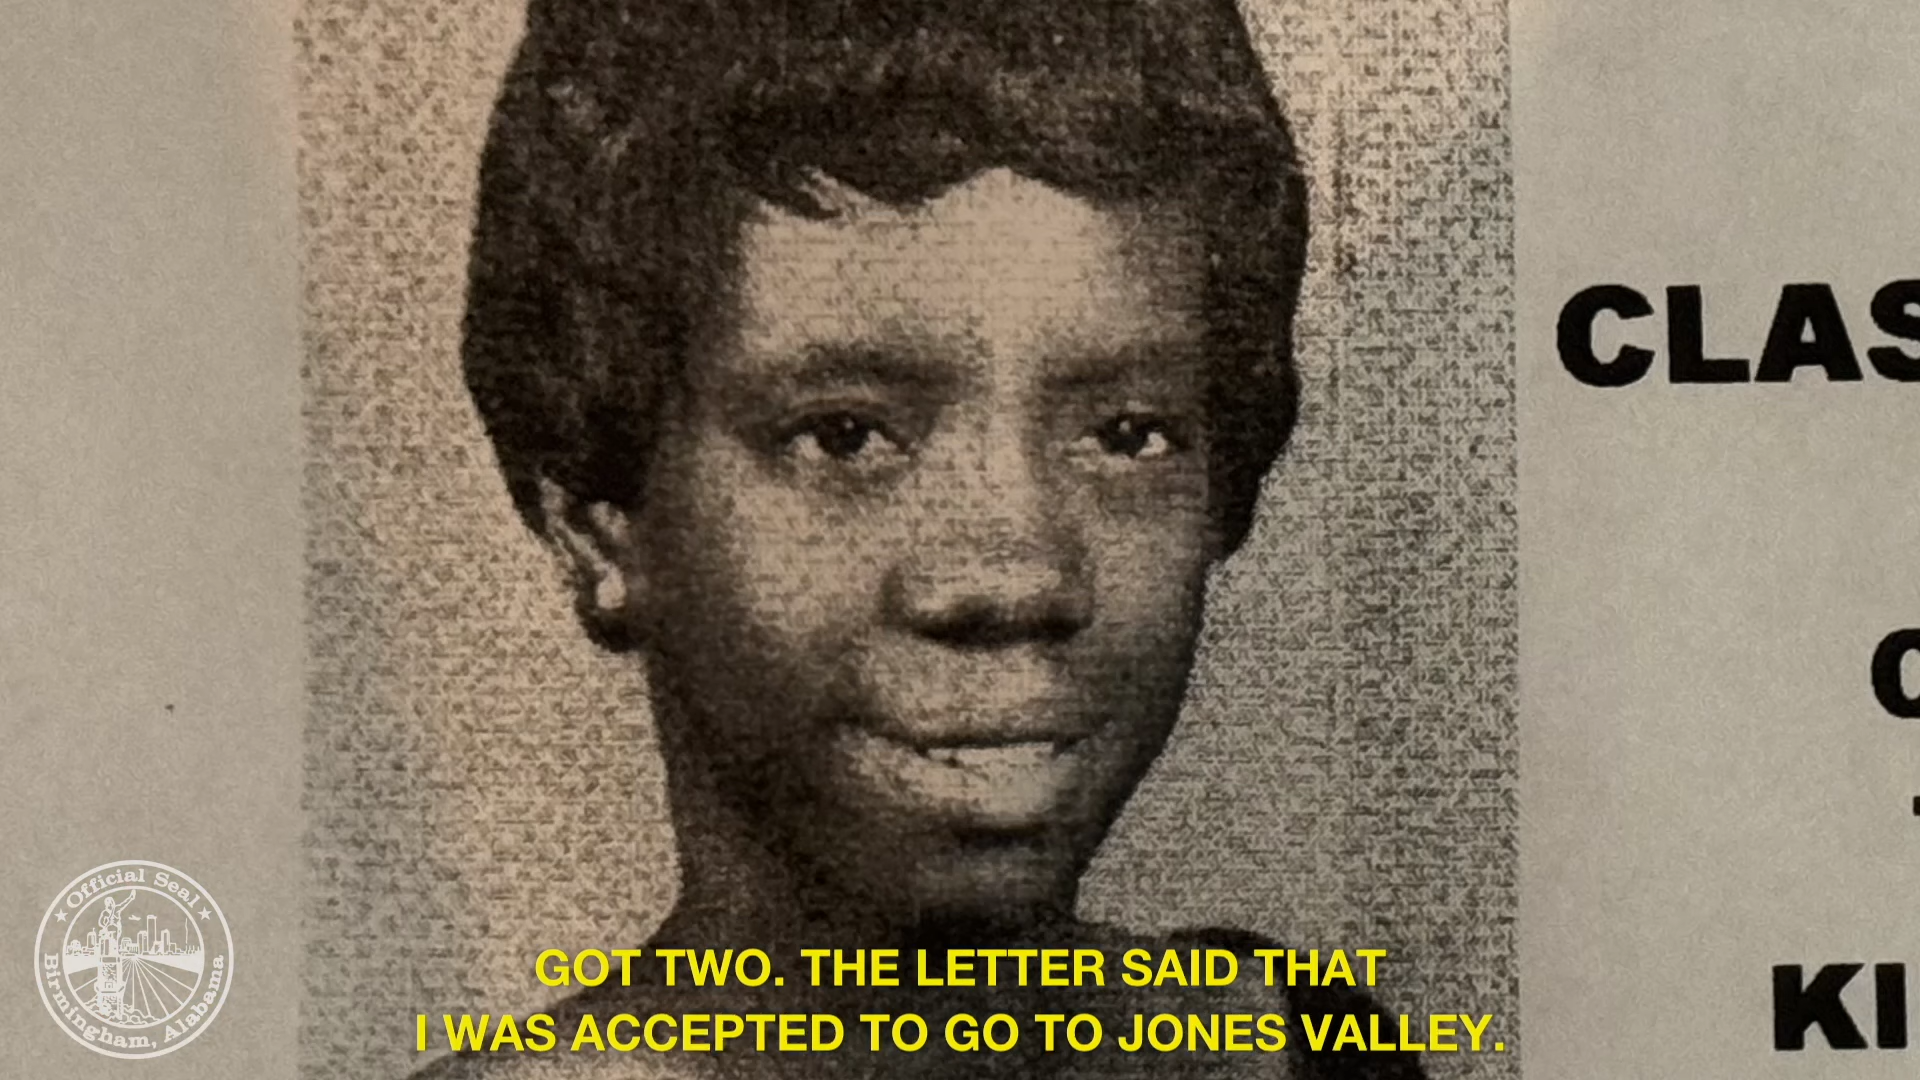 CLAS
C
KI
Official Seal
Birmingham, Alabama
GOT TWO. THE LETTER SAID THAT
I WAS ACCEPTED TO GO TO JONES VALLEY.